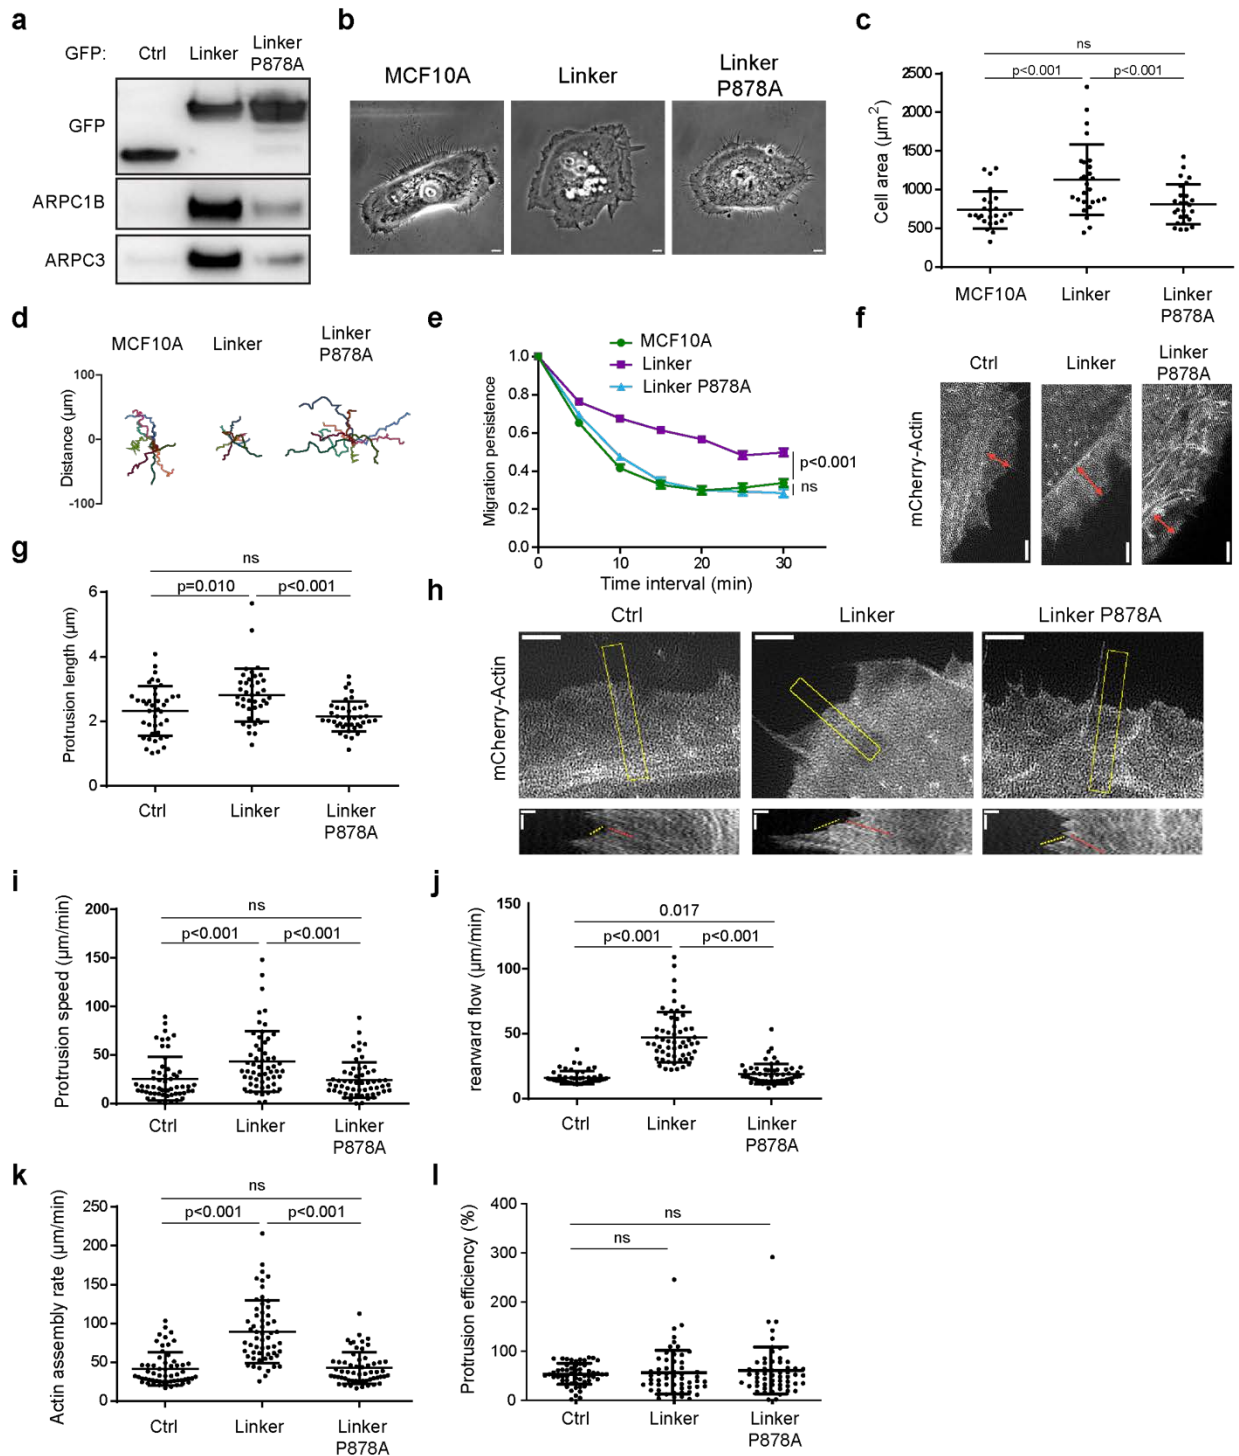 a
GFP:
Ctrl
Linker
Linker
P878A
GFP
ARPC1B
ARPC3
b
MCF10A
Linker
Linker
P878A
c
ns
p<0.001
p<0.001
2500
2000
1500
1000
500
0
Cell area (µm²)
MCF10A
Linker
Linker
P878A
d
MCF10A
Linker
Linker
P878A
100
0
-100
Distance (µm)
e
MCF10A
Linker
Linker P878A
1.0
0.8
0.6
0.4
0.2
0.0
Migration persistence
p<0.001
ns
0
10
20
30
Time interval (min)
f
Ctrl
Linker
Linker
P878A
mCherry-Actin
g
ns
p=0.010
p<0.001
6
4
2
0
Protrusion length (µm)
Ctrl
Linker
Linker
P878A
h
Ctrl
Linker
Linker P878A
mCherry-Actin
i
ns
p<0.001
p<0.001
200
150
100
50
0
Protrusion speed (µm/min)
Ctrl
Linker
Linker
P878A
j
0.017
p<0.001
p<0.001
150
100
50
0
rearward flow (µm/min)
Ctrl
Linker
Linker
P878A
k
ns
p<0.001
p<0.001
250
200
150
100
50
0
Actin assembly rate (µm/min)
Ctrl
Linker
Linker
P878A
l
ns
ns
400
300
200
100
0
Protrusion efficiency (%)
Ctrl
Linker
Linker
P878A